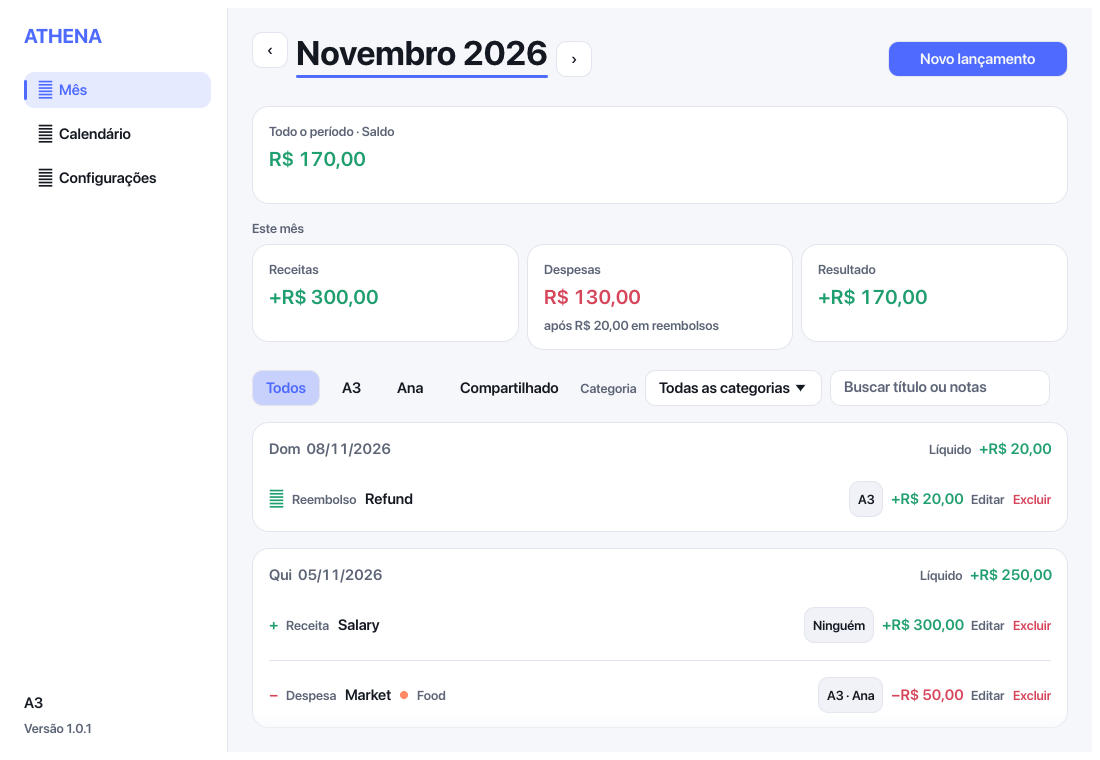 ATHENA
Mês
Calendário
Configurações
A3
Versão 1.0.1
‹ Novembro 2026 ›
Novo lançamento
Todo o período · Saldo
R$ 170,00
Este mês
Receitas
+R$ 300,00
Despesas
R$ 130,00
após R$ 20,00 em reembolsos
Resultado
+R$ 170,00
Todos A3 Ana Compartilhado Categoria Todas as categorias ▼ Buscar título ou notas
Dom 08/11/2026 Líquido +R$ 20,00
Reembolso Refund A3 +R$ 20,00 Editar Excluir
Qui 05/11/2026 Líquido +R$ 250,00
+ Receita Salary Ninguém +R$ 300,00 Editar Excluir
− Despesa Market Food A3 · Ana −R$ 50,00 Editar Excluir